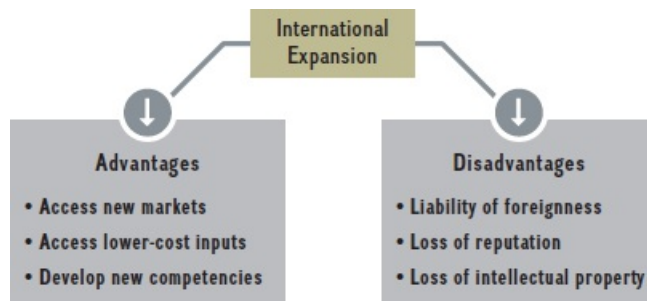 International
Expansion
Advantages
• Access new markets
• Access lower-cost inputs
• Develop new competencies
Disadvantages
• Liability of foreignness
• Loss of reputation
• Loss of intellectual property